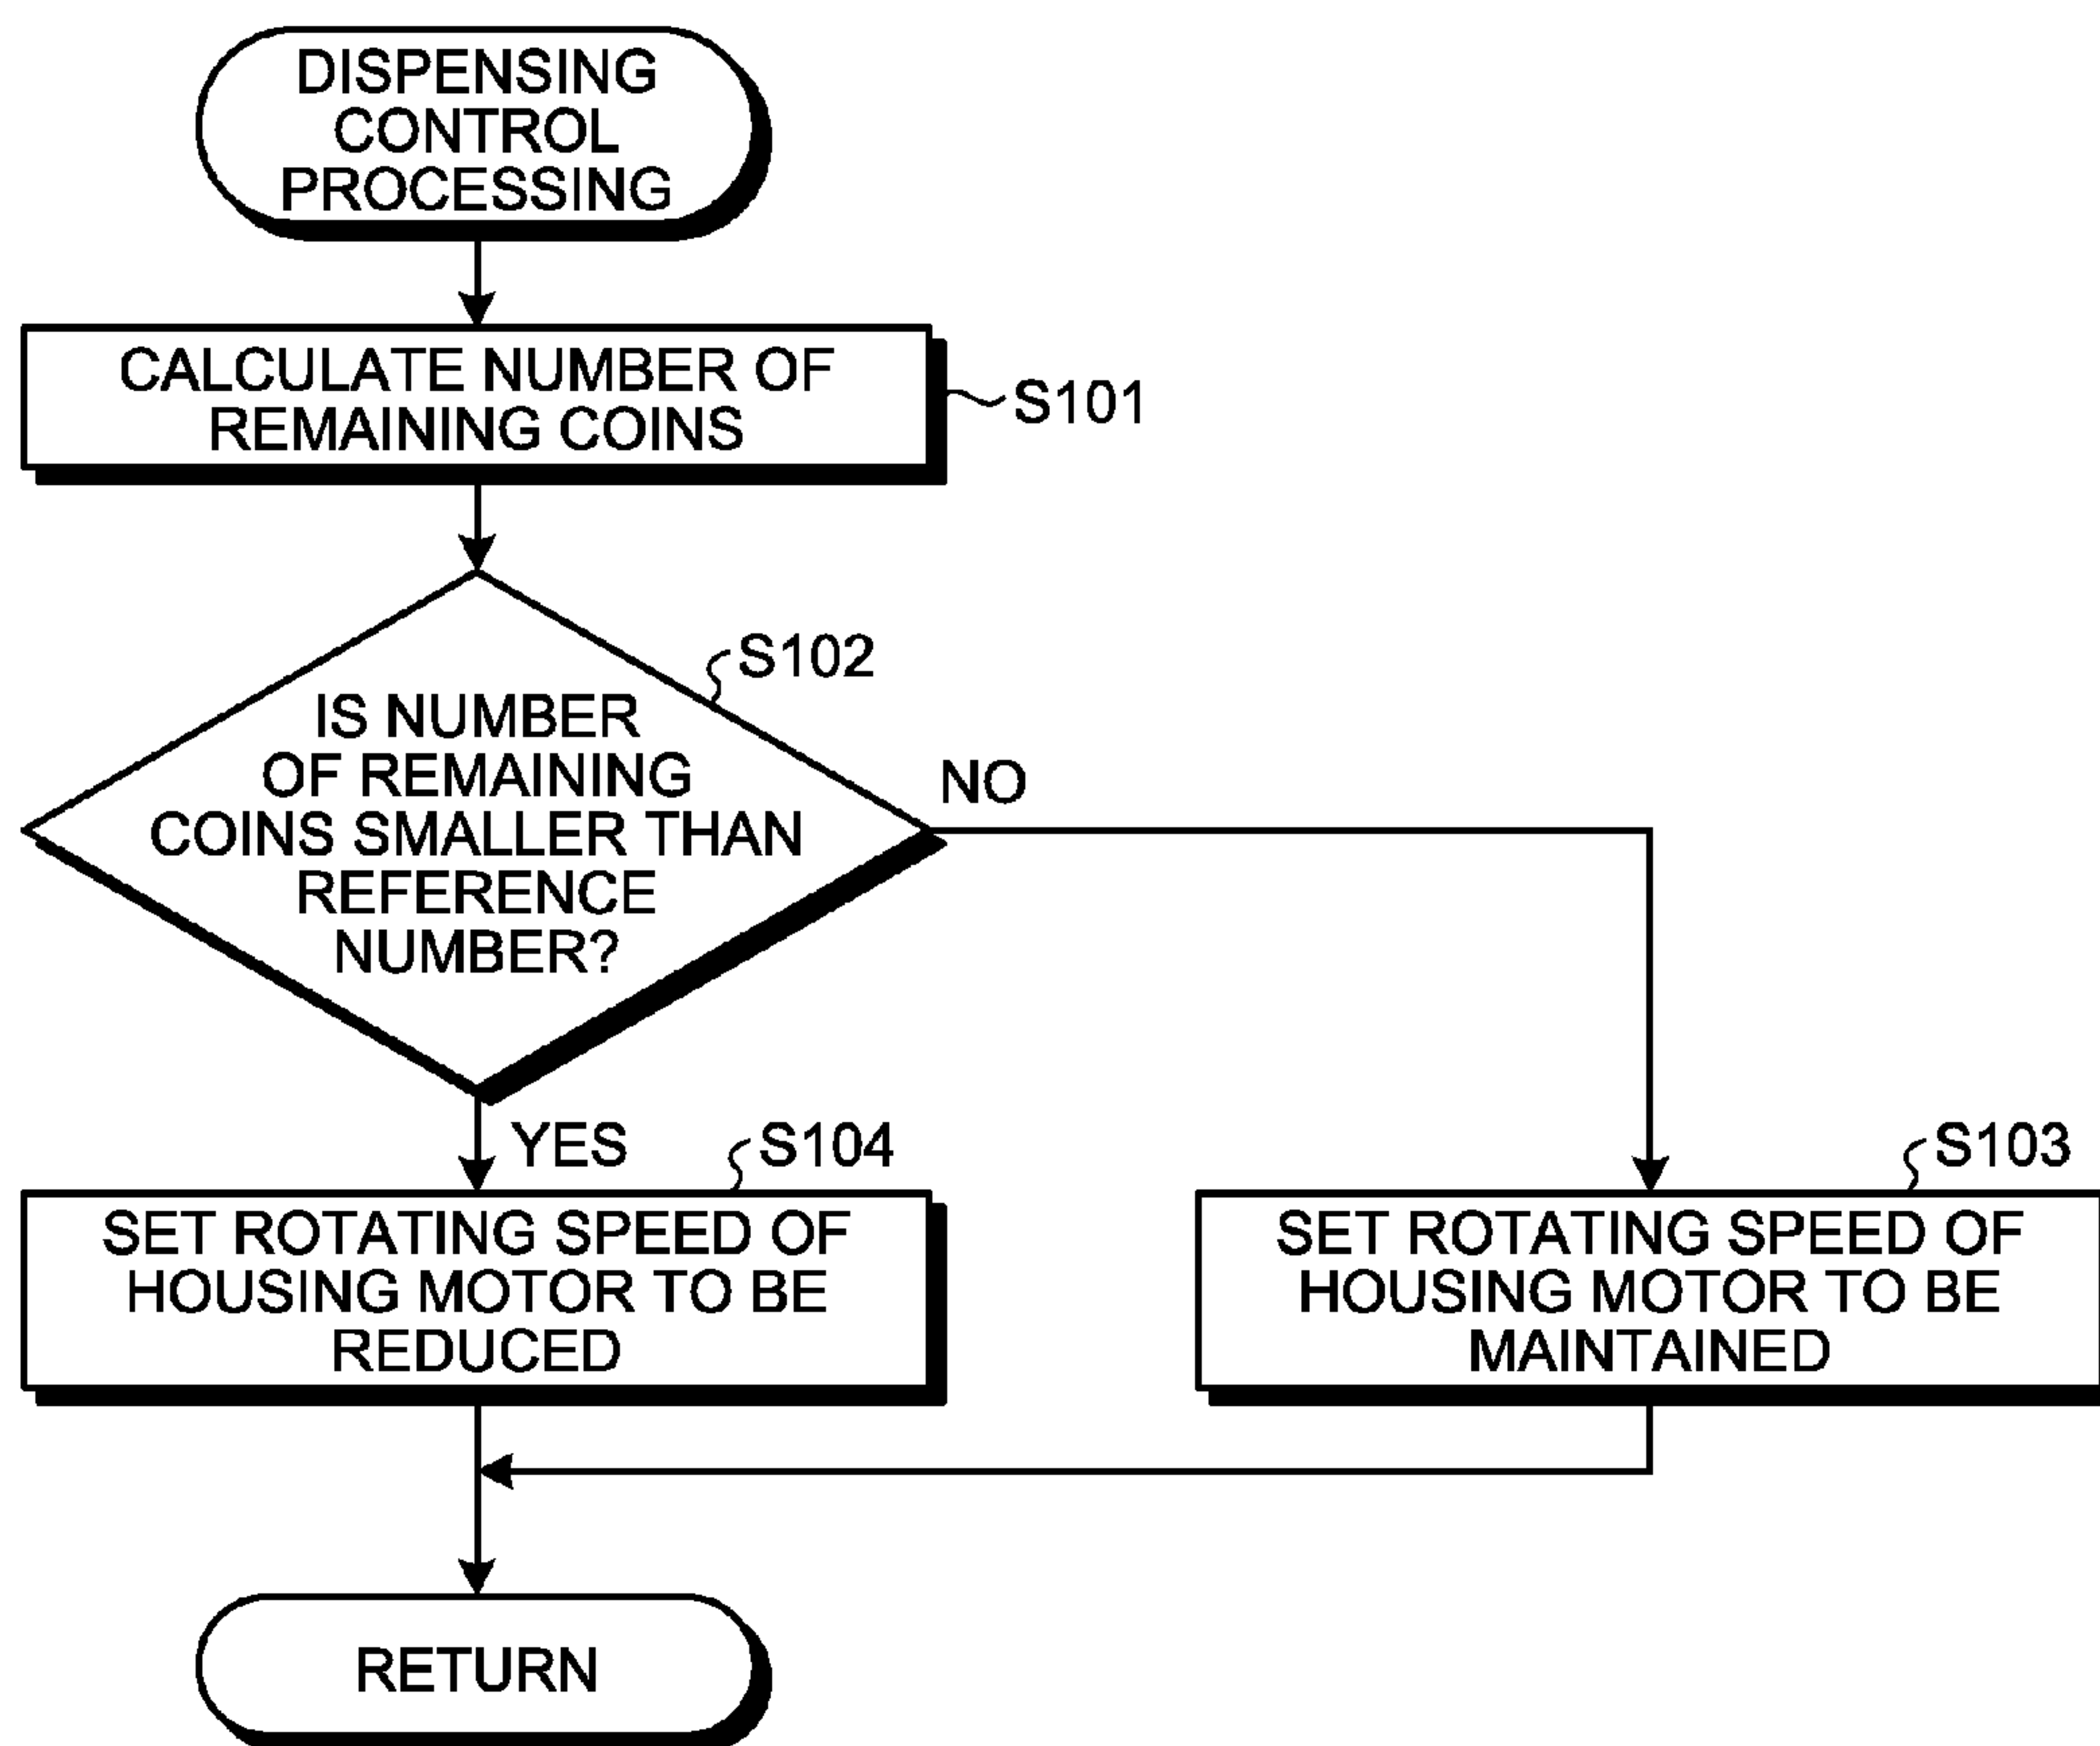 DISPENSING
CONTROL
PROCESSING
CALCULATE NUMBER OF
REMAINING COINS
S101
S102
IS NUMBER
OF REMAINING
COINS SMALLER THAN
REFERENCE
NUMBER?
NO
YES
S104
SET ROTATING SPEED OF
HOUSING MOTOR TO BE
REDUCED
S103
SET ROTATING SPEED OF
HOUSING MOTOR TO BE
MAINTAINED
RETURN